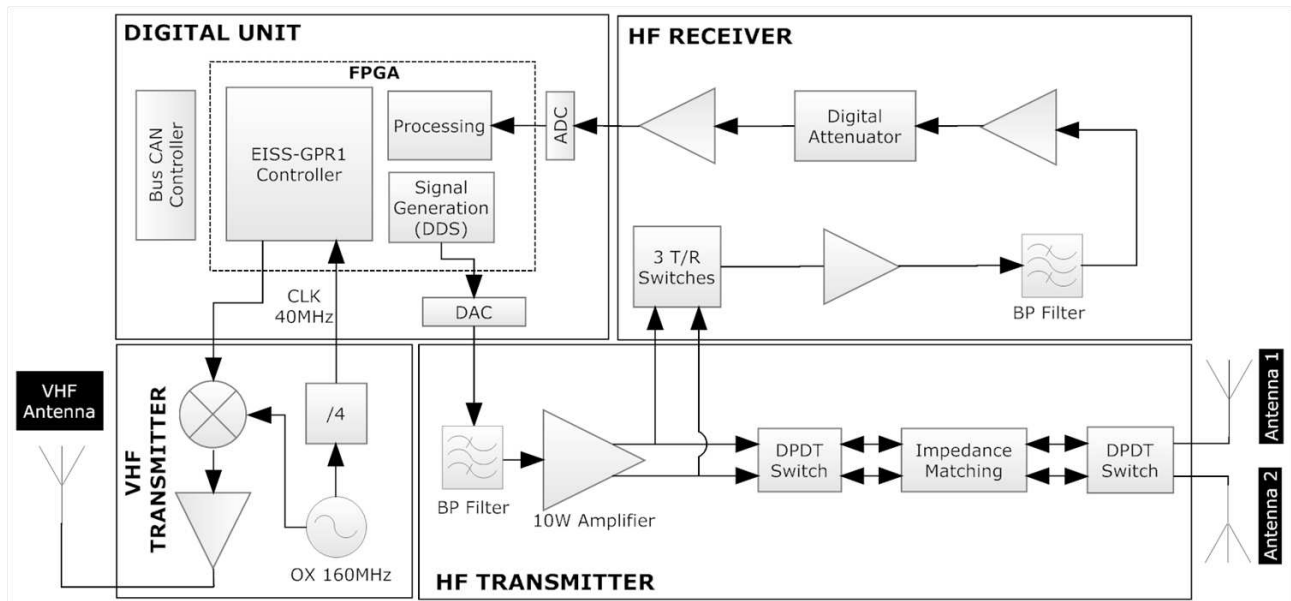 DIGITAL UNIT
FPGA
Bus CAN
Controller
EISS-GPR1
Controller
Processing
Signal
Generation
(DDS)
ADC
CLK
40MHz
DAC
HF RECEIVER
Digital
Attenuator
3 T/R
Switches
BP Filter
VHF
Antenna
VHF
TRANSMITTER
/4
OX 160MHz
BP Filter
10W Amplifier
DPDT
Switch
Impedance
Matching
DPDT
Switch
Antenna 1
Antenna 2
HF TRANSMITTER